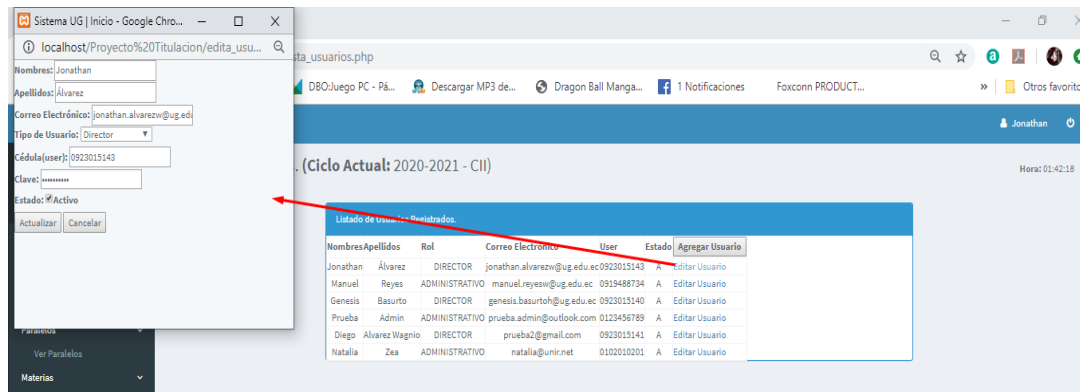 Sistema UG | Inicio - Google Chro...
localhost/Proyecto%20Titulacion/edita_usu...
Nombres: Jonathan
Apellidos: Álvarez
Correo Electrónico: jonathan.alvarezw@ug.edu
Tipo de Usuario: Director
Cédula(user): 0923015143
Clave: ••••••••••
Estado: Activo
Actualizar Cancelar
sta_usuarios.php
DBO:Juego PC - Pá... Descargar MP3 de... Dragon Ball Manga... 1 Notificaciones Foxconn PRODUCT... » Otros favorito
Jonathan
. (Ciclo Actual: 2020-2021 - CII)
Hora: 01:42:18
Listado de Usuarios Registrados.
Nombres Apellidos Rol Correo Electrónico User Estado Agregar Usuario
Jonathan Álvarez DIRECTOR jonathan.alvarezw@ug.edu.ec 0923015143 A Editar Usuario
Manuel Reyes ADMINISTRATIVO manuel.reyesw@ug.edu.ec 0919488734 A Editar Usuario
Genesis Basurto DIRECTOR genesis.basurtoh@ug.edu.ec 0923015140 A Editar Usuario
Prueba Admin ADMINISTRATIVO prueba.admin@outlook.com 0123456789 A Editar Usuario
Diego Alvarez Wagnio DIRECTOR prueba2@gmail.com 0923015141 A Editar Usuario
Natalia Zea ADMINISTRATIVO natalia@unir.net 0102010201 A Editar Usuario
Paralelos
Ver Paralelos
Materias